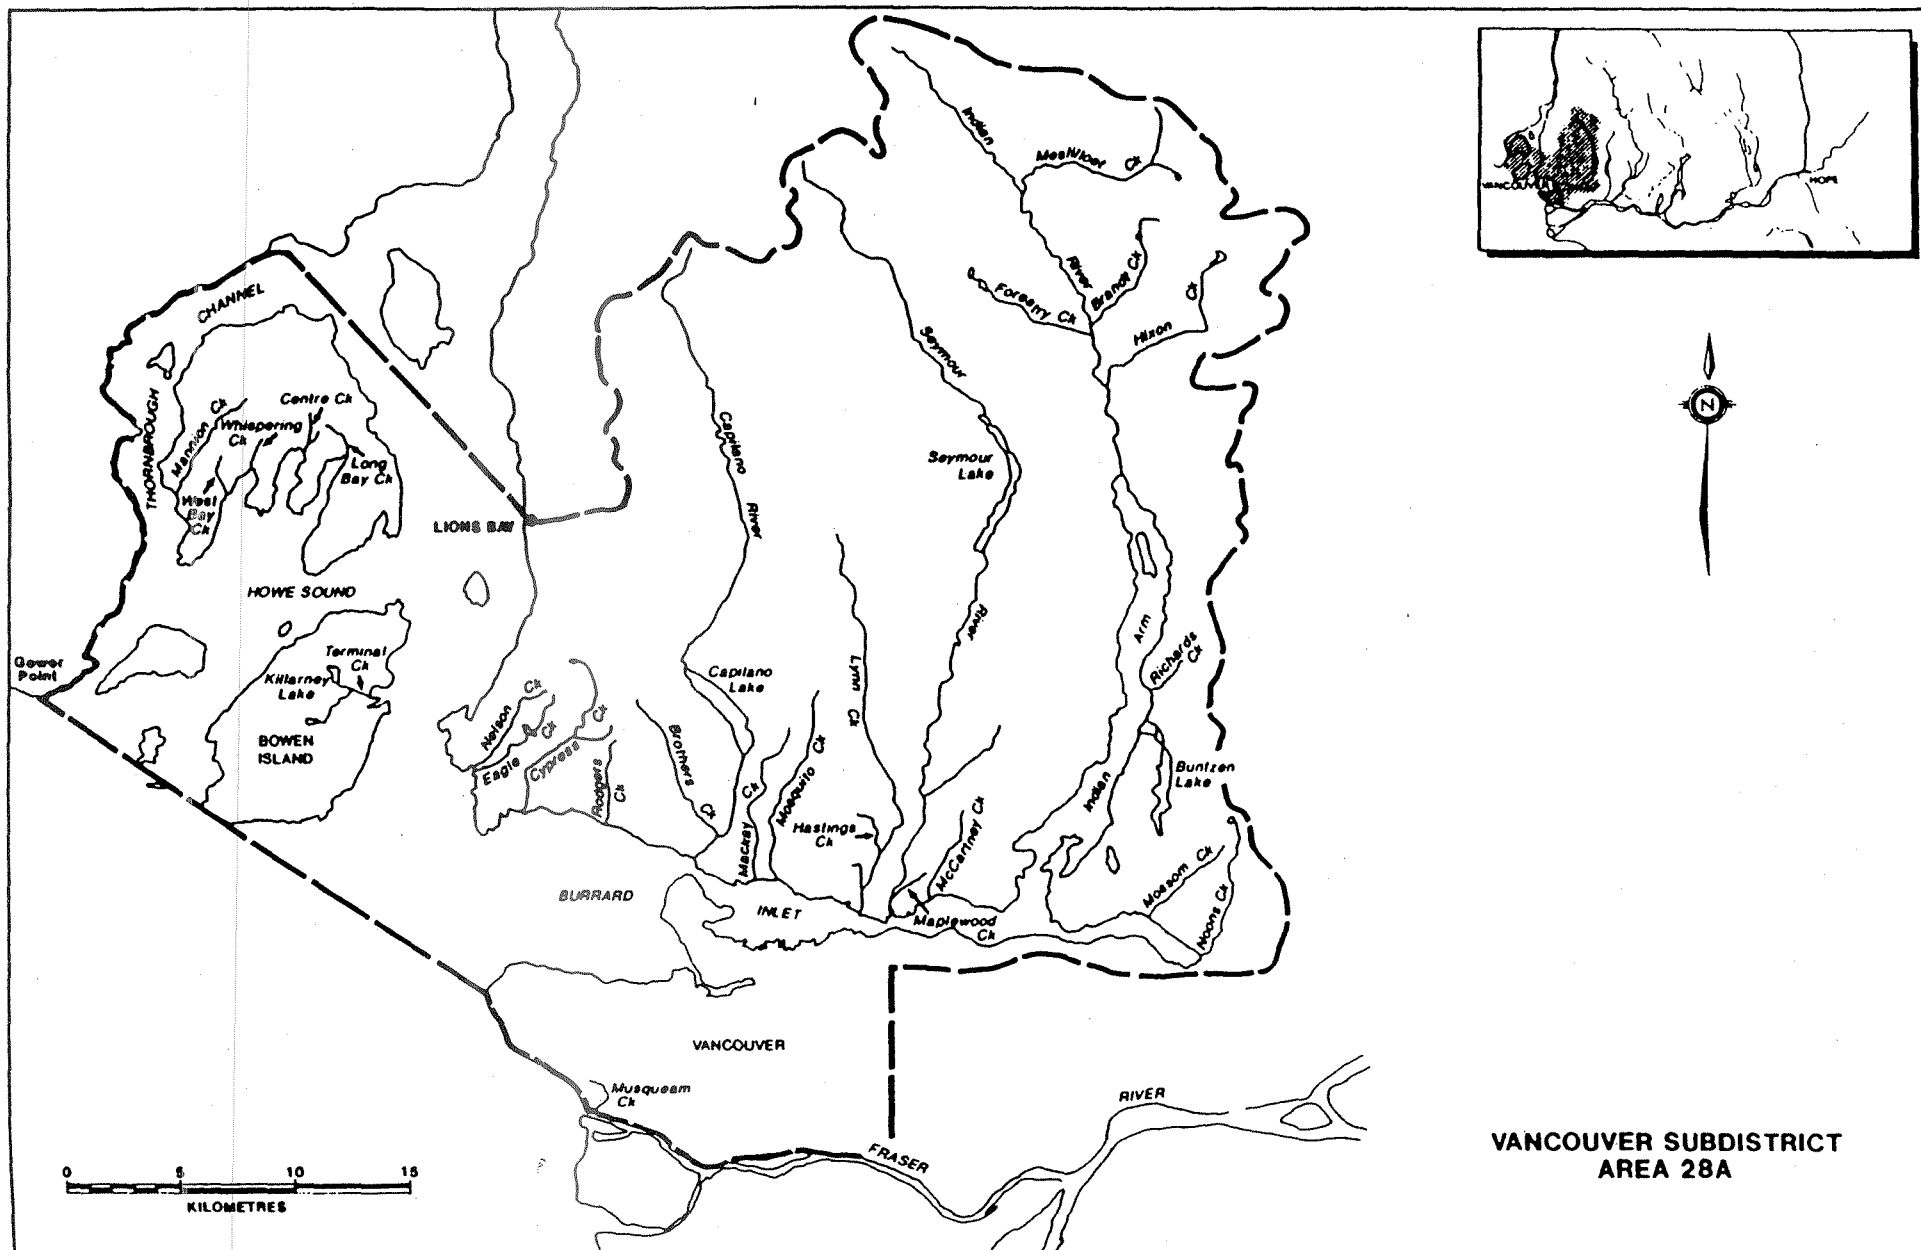 Indian
Meshlloet
Ck
VANCOUVER
HOPE
River
Brandt Ck
Foreary Ck
Ck
Hixon
CHANNEL
Seymour
THORNBROUGH
Mannion Ck
Centre Ck
Whispering
Ck
Capilano
Seymour
Lake
N
Long
Bay Ck
West
Bay
Ck
River
LIONS BAY
HOWE SOUND
River
Arm
Richards
Ck
Gower
Point
Terminal
Ck
Killarney
Lake
Lynn Ck
Capilano
Lake
BOWEN
ISLAND
Nelson Ck
Eagle Ck
Cypress Ck
Rodgers
Ck
Brothers
Ck
Mackay Ck
Mosquito Ck
Hastings
Ck
McCartney Ck
Indian
Buntzen
Lake
Mossom Ck
Noons Ck
BURRARD
INLET
Maplewood
Ck
VANCOUVER
Musqueam
Ck
FRASER
RIVER
0 5 10 15
KILOMETRES
VANCOUVER SUBDISTRICT
AREA 28A